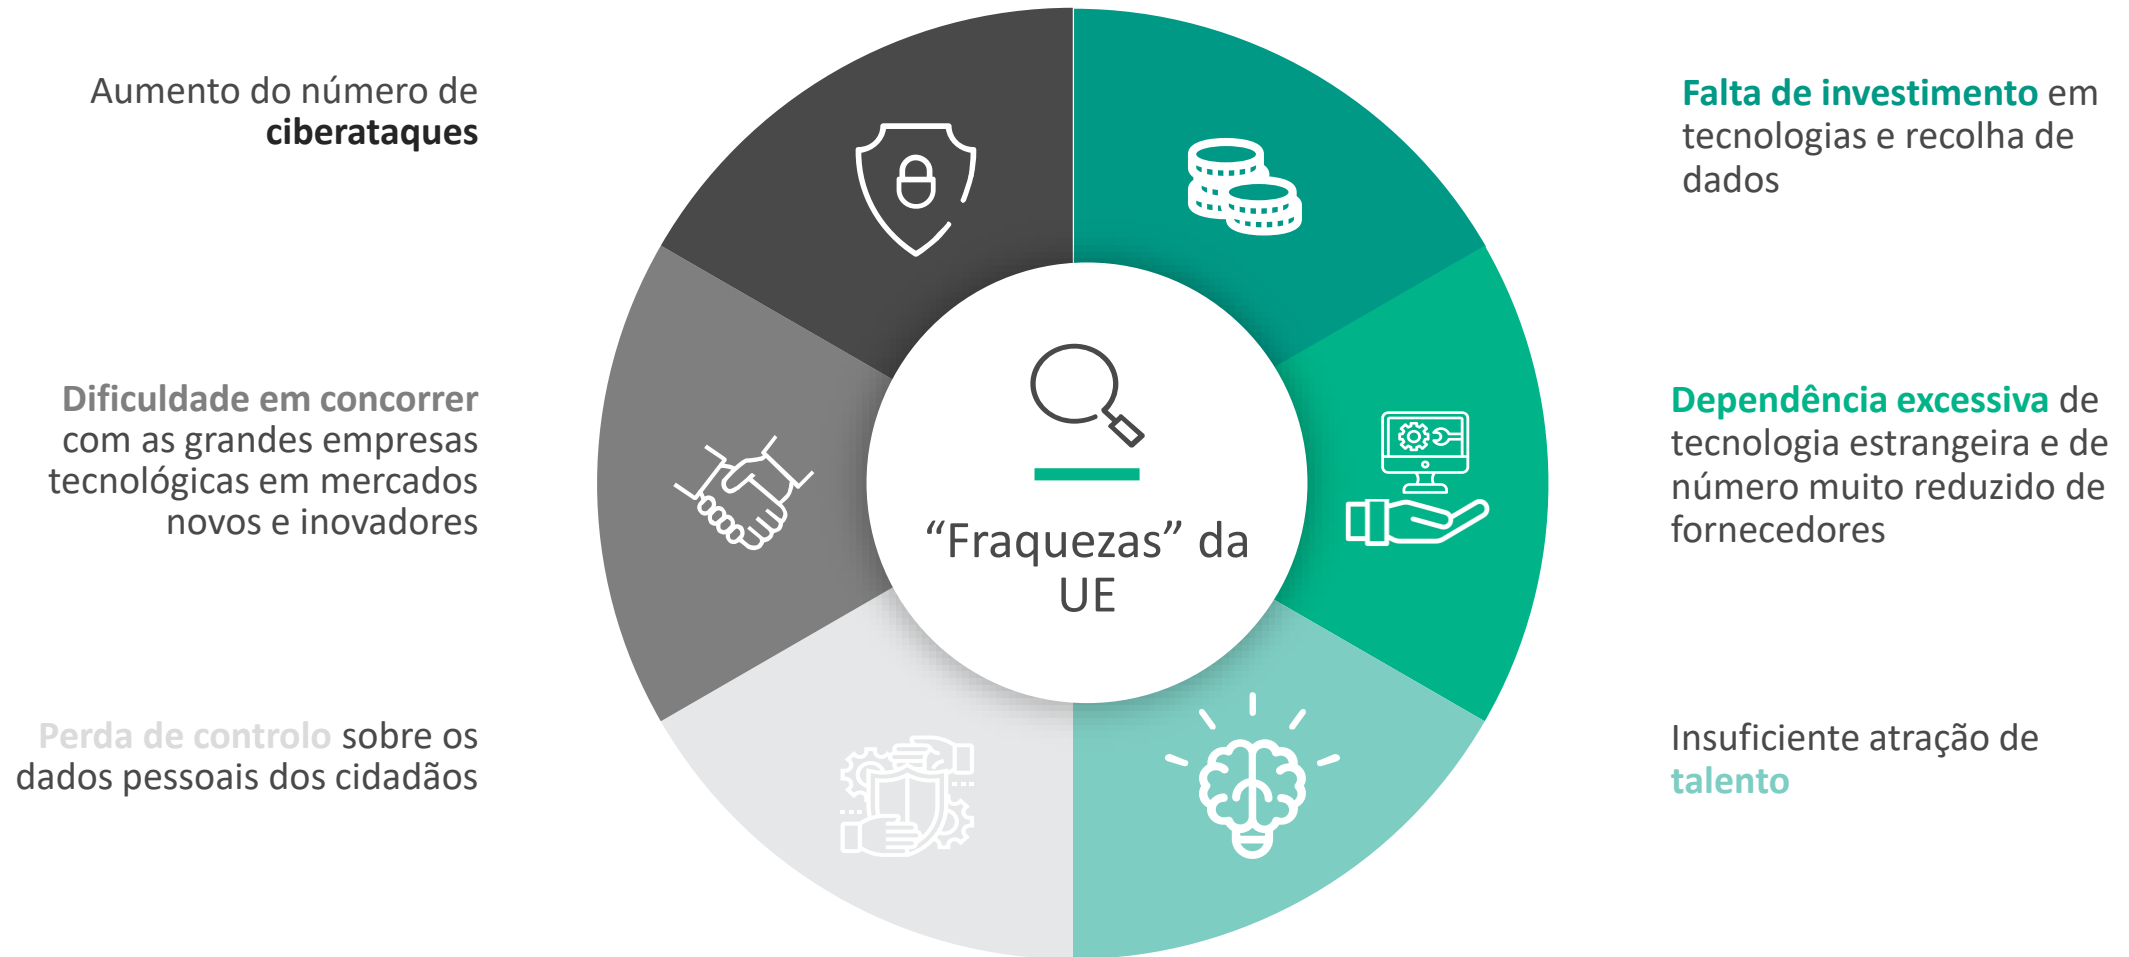 Aumento do número de
ciberataques
Dificuldade em concorrer
com as grandes empresas
tecnológicas em mercados
novos e inovadores
Perda de controlo sobre os
dados pessoais dos cidadãos
“Fraquezas” da
UE
Falta de investimento em
tecnologias e recolha de
dados
Dependência excessiva de
tecnologia estrangeira e de
número muito reduzido de
fornecedores
Insuficiente atração de
talento